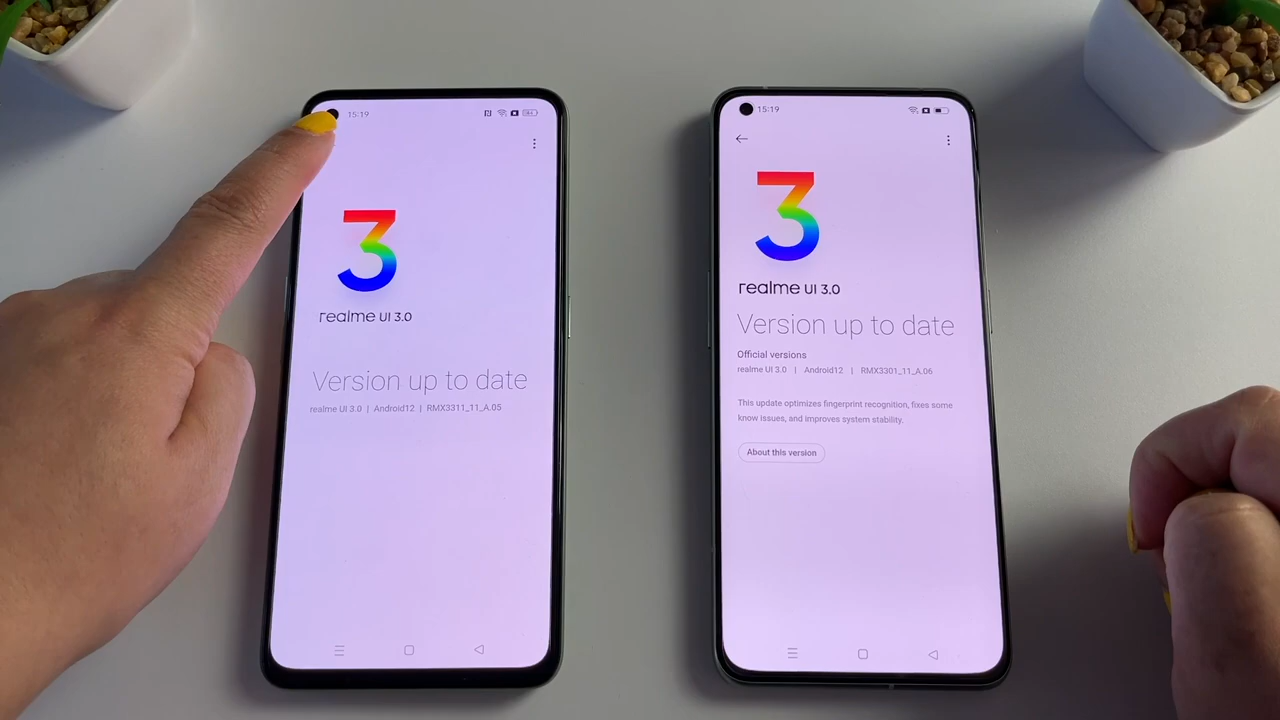 15:19
3
realme UI 3.0
Version up to date
realme UI 3.0 | Android12 | RMX3311_11_A.05
15:19
3
realme UI 3.0
Version up to date
Official versions
realme UI 3.0 | Android12 | RMX3301_11_A.06
This update optimizes fingerprint recognition, fixes some
know issues, and improves system stability.
About this version